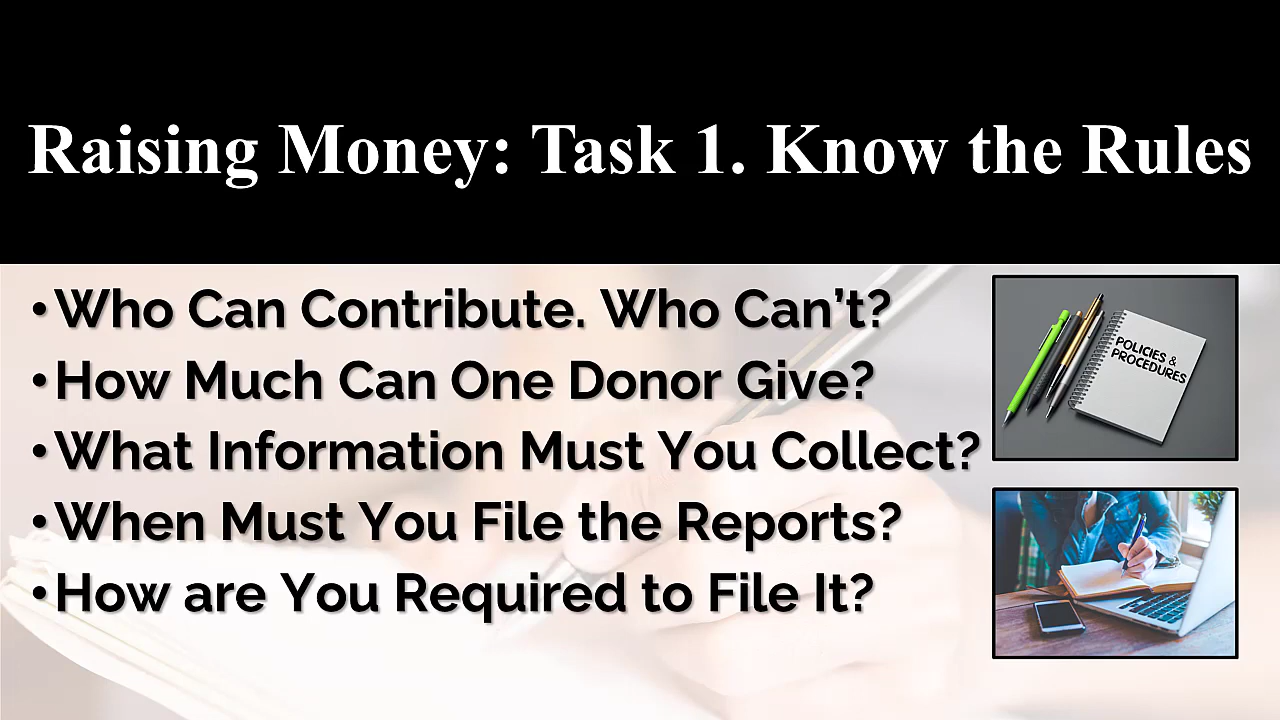 Raising Money: Task 1. Know the Rules
• Who Can Contribute. Who Can’t?
• How Much Can One Donor Give?
• What Information Must You Collect?
• When Must You File the Reports?
• How are You Required to File It?
POLICIES &
PROCEDURES